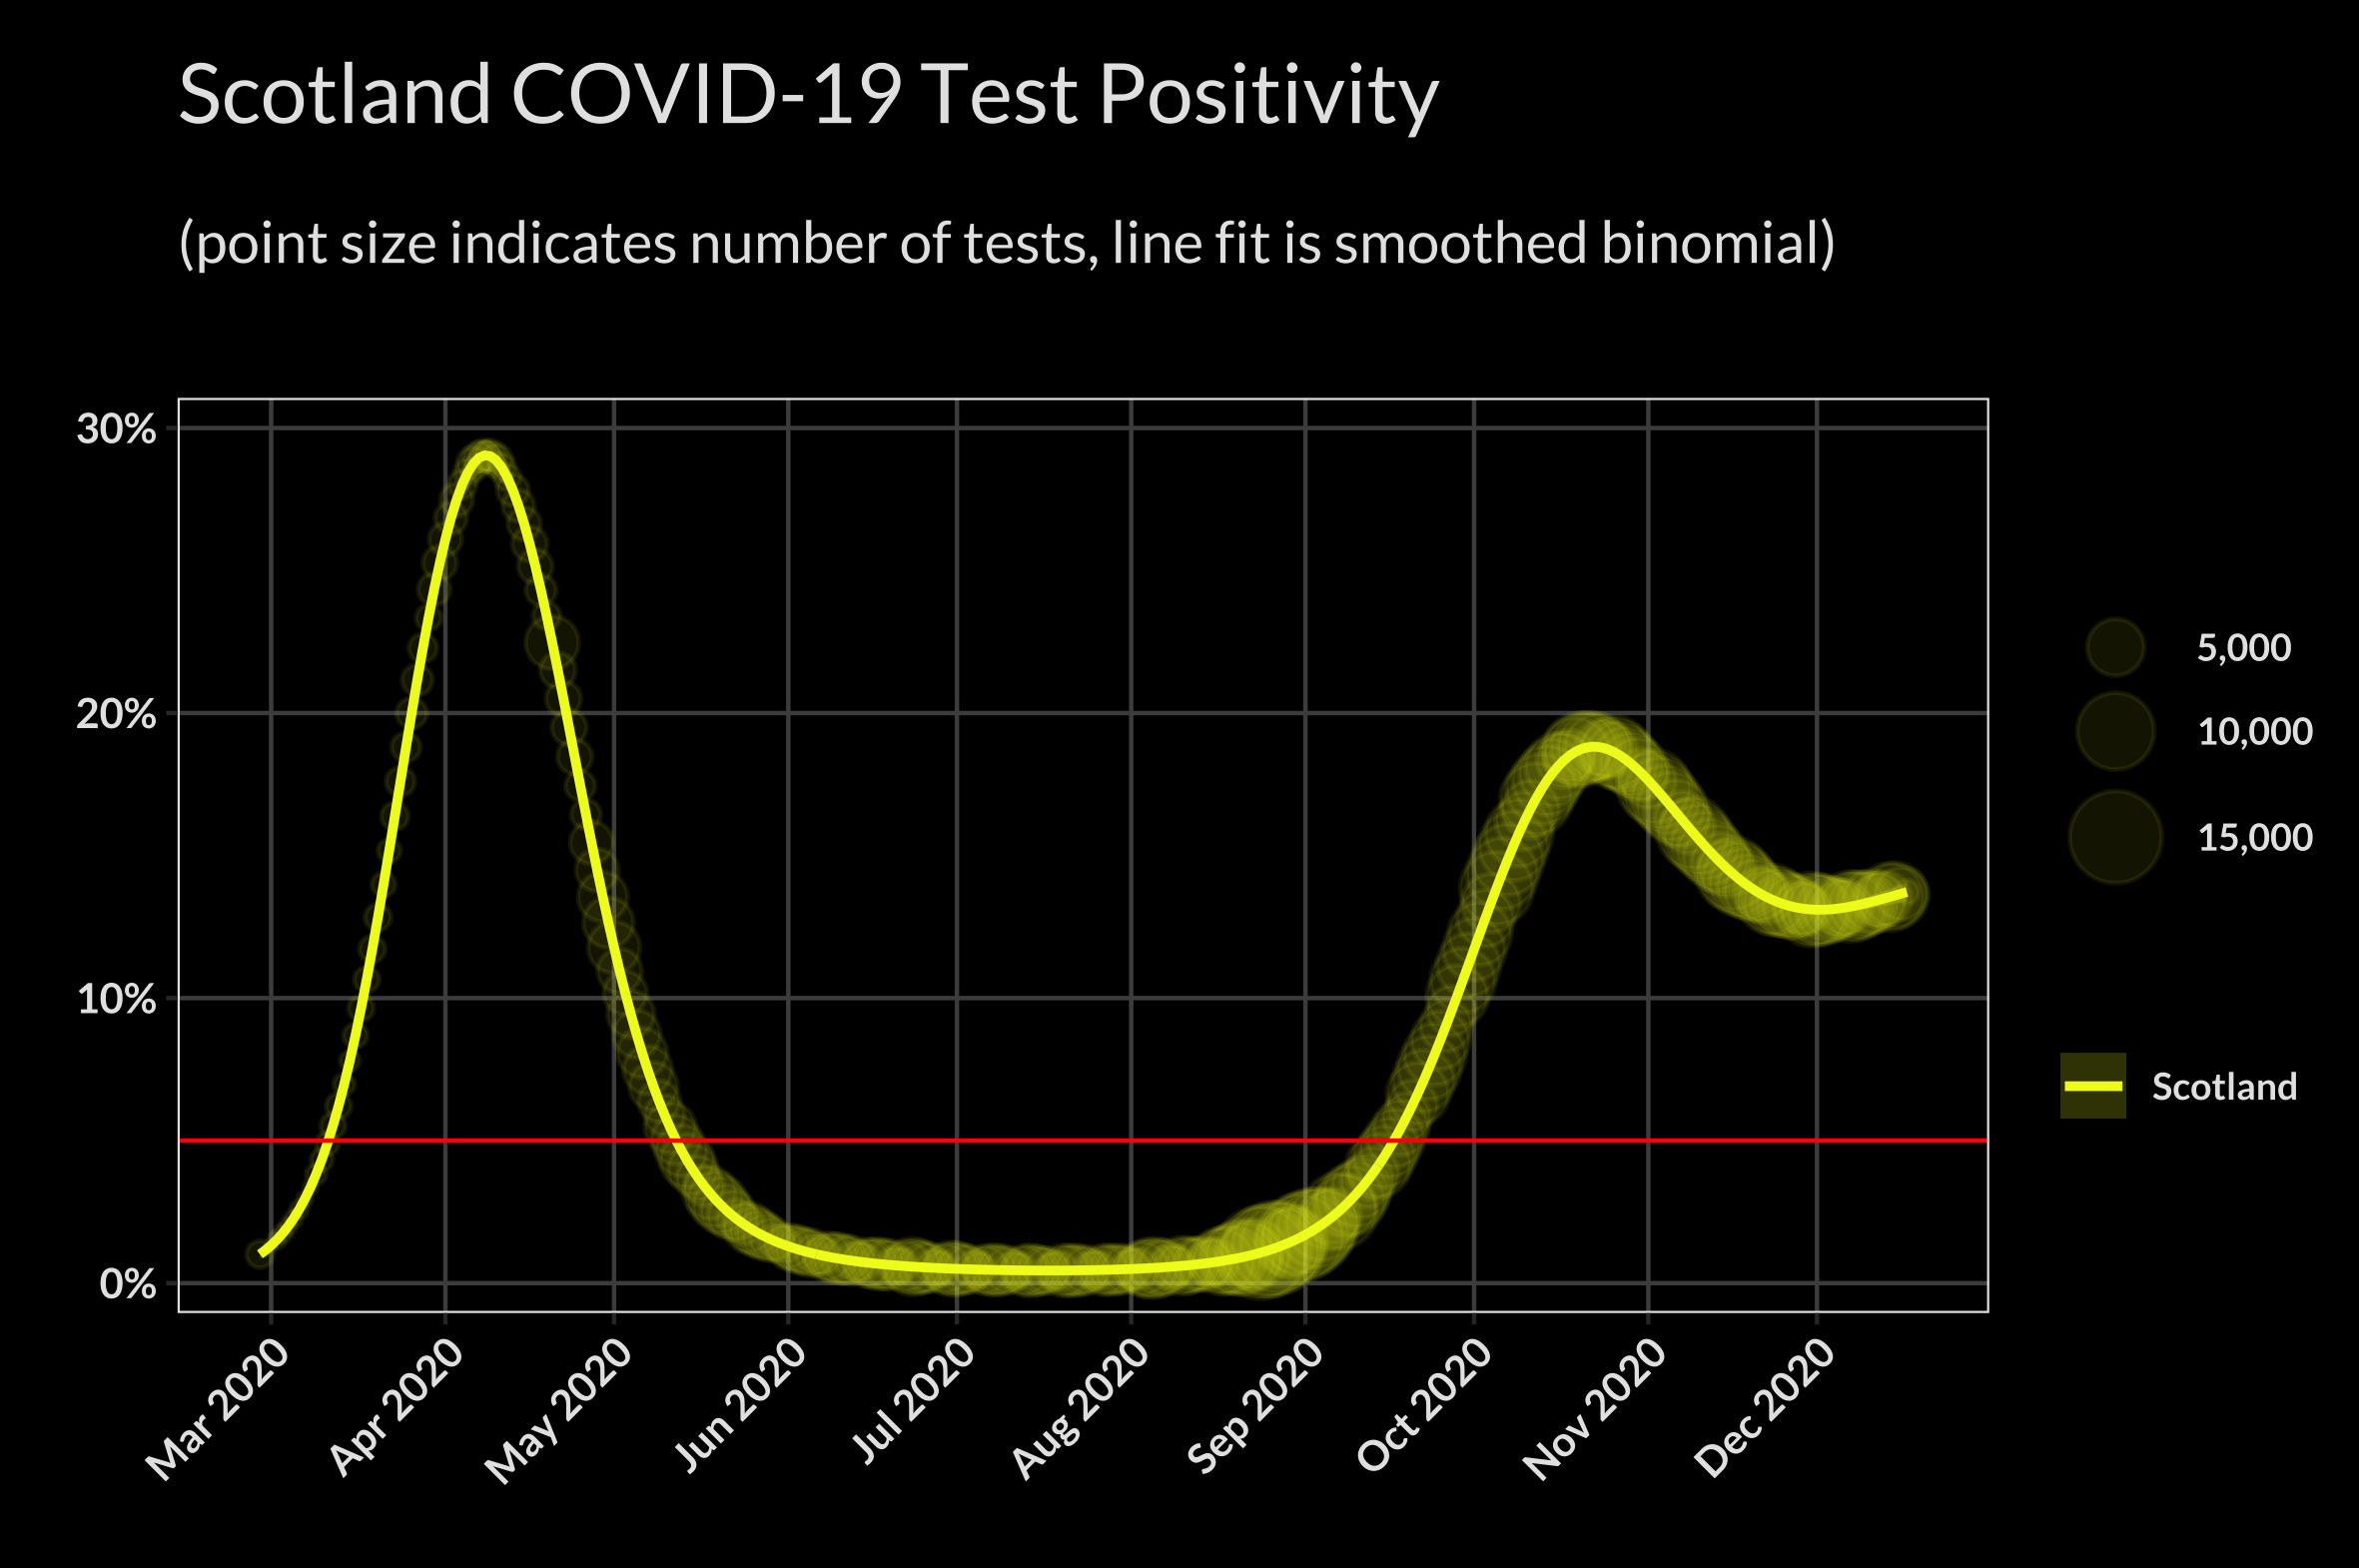 Scotland COVID-19 Test Positivity
(point size indicates number of tests, line fit is smoothed binomial)
30%
20%
10%
0%
5,000
10,000
15,000
Scotland
Mar 2020
Apr 2020
May 2020
Jun 2020
Jul 2020
Aug 2020
Sep 2020
Oct 2020
Nov 2020
Dec 2020